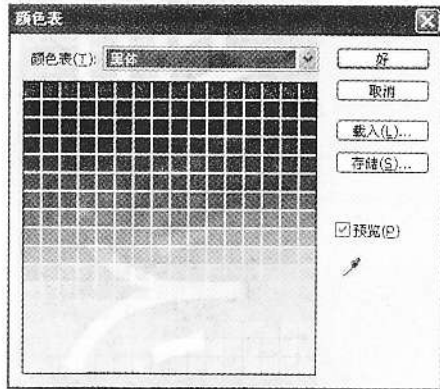 颜色表
颜色表(T): 黑体
好
取消
载入(L)...
存储(S)...
预览(P)